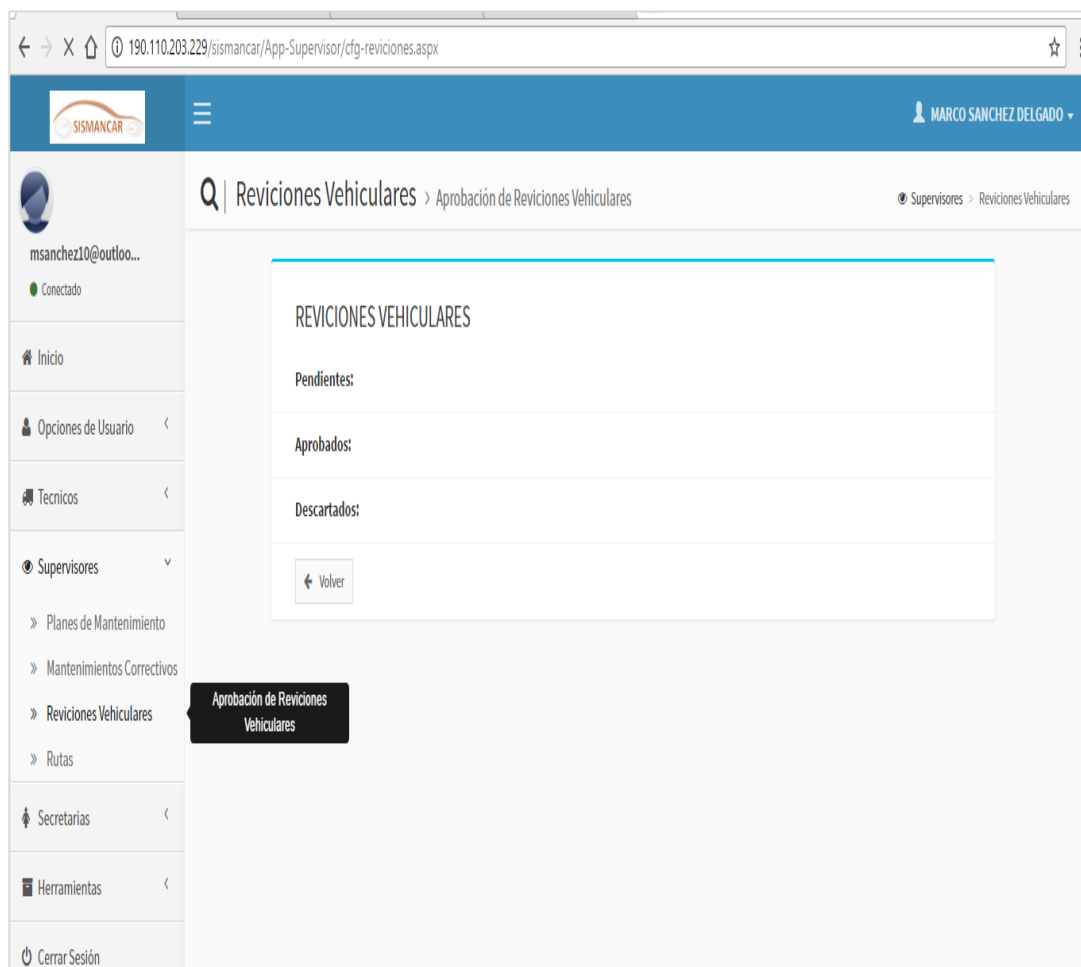 190.110.203.229/sismancar/App-Supervisor/cfg-reviciones.aspx
SISMANCAR
MARCO SANCHEZ DELGADO
Reviciones Vehiculares > Aprobación de Reviciones Vehiculares
Supervisores > Reviciones Vehiculares
msanchez10@outloo...
Conectado
Inicio
Opciones de Usuario
Tecnicos
Supervisores
Planes de Mantenimiento
Mantenimientos Correctivos
Reviciones Vehiculares
Rutas
Secretarias
Herramientas
Cerrar Sesión
REVICIONES VEHICULARES
Pendientes:
Aprobados:
Descartados:
Volver
Aprobación de Reviciones
Vehiculares